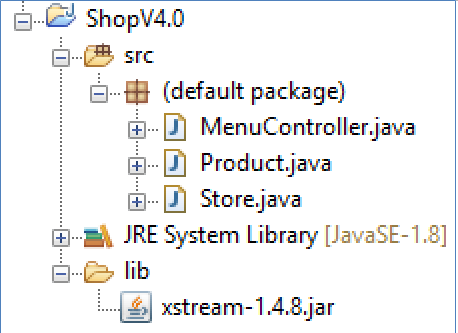 ShopV4.0
src
(default package)
MenuController.java
Product.java
Store.java
JRE System Library [JavaSE-1.8]
lib
xstream-1.4.8.jar